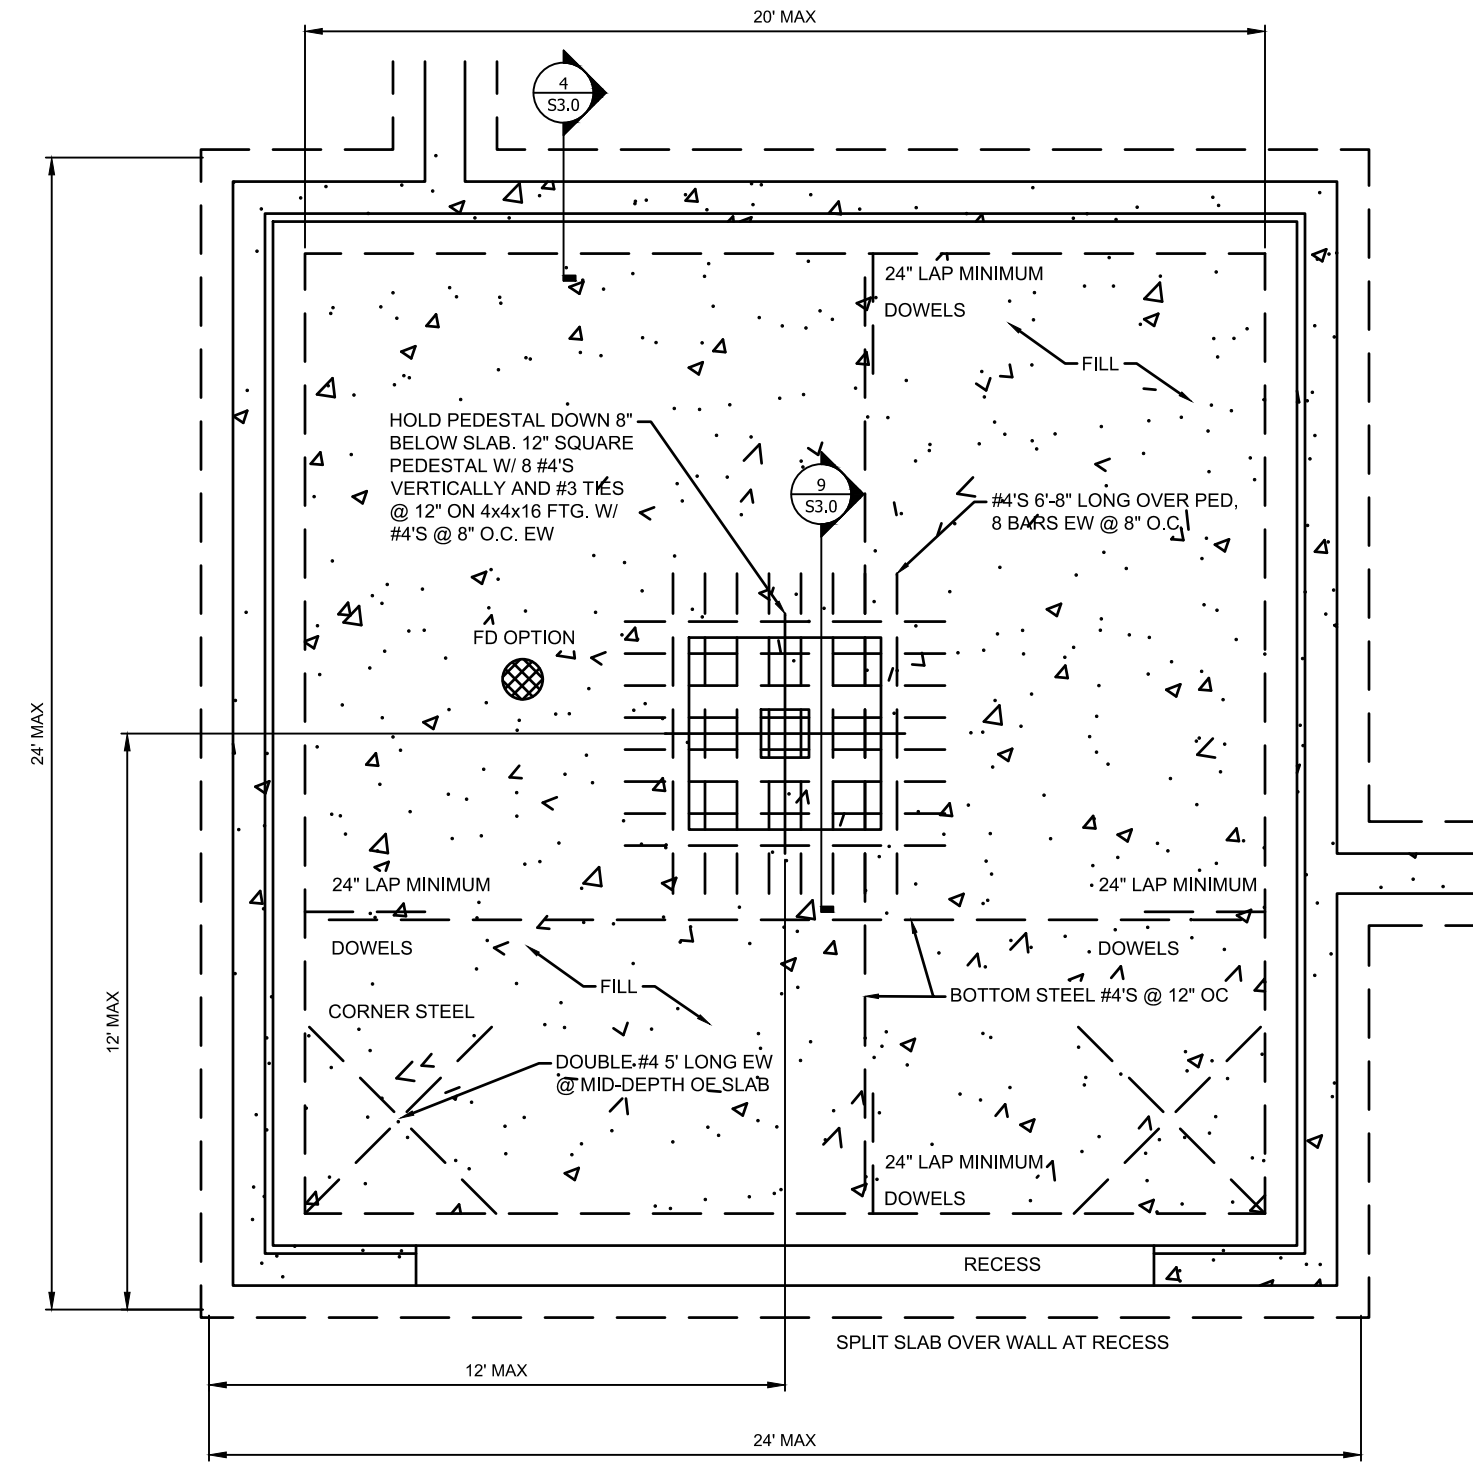 20' MAX
4
S3.0
24" LAP MINIMUM
DOWELS
FILL
HOLD PEDESTAL DOWN 8"
BELOW SLAB. 12" SQUARE
PEDESTAL W/ 8 #4'S
VERTICALLY AND #3 TIES
@ 12" ON 4x4x16 FTG. W/
#4'S @ 8" O.C. EW
9
S3.0
#4'S 6'-8" LONG OVER PED,
8 BARS EW @ 8" O.C.
FD OPTION
24' MAX
12' MAX
24" LAP MINIMUM
24" LAP MINIMUM
DOWELS
DOWELS
FILL
BOTTOM STEEL #4'S @ 12" OC
CORNER STEEL
DOUBLE #4 5' LONG EW
@ MID-DEPTH OF SLAB
24" LAP MINIMUM
DOWELS
RECESS
SPLIT SLAB OVER WALL AT RECESS
12' MAX
24' MAX